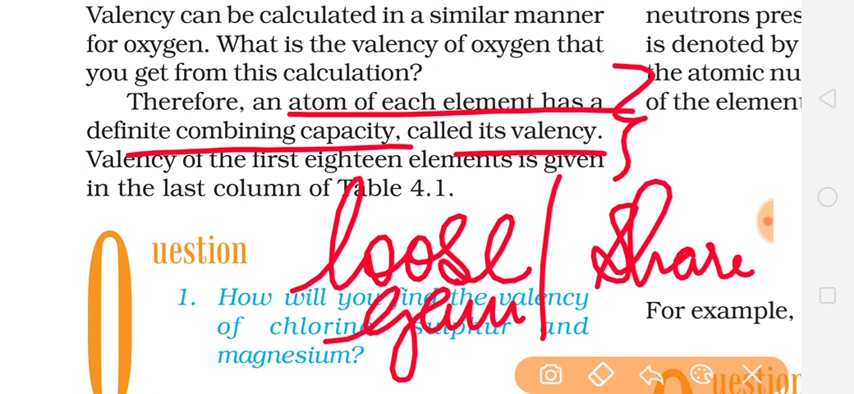 Valency can be calculated in a similar manner
for oxygen. What is the valency of oxygen that
you get from this calculation?
Therefore, an atom of each element has a
definite combining capacity, called its valency.
Valency of the first eighteen elements is given
in the last column of Table 4.1.
Question
1. How will you find the valency
of chlorine, sulphur and
magnesium?
neutrons pres
is denoted by
the atomic nu
of the elemen
For example,
loose / share
gain
uestion